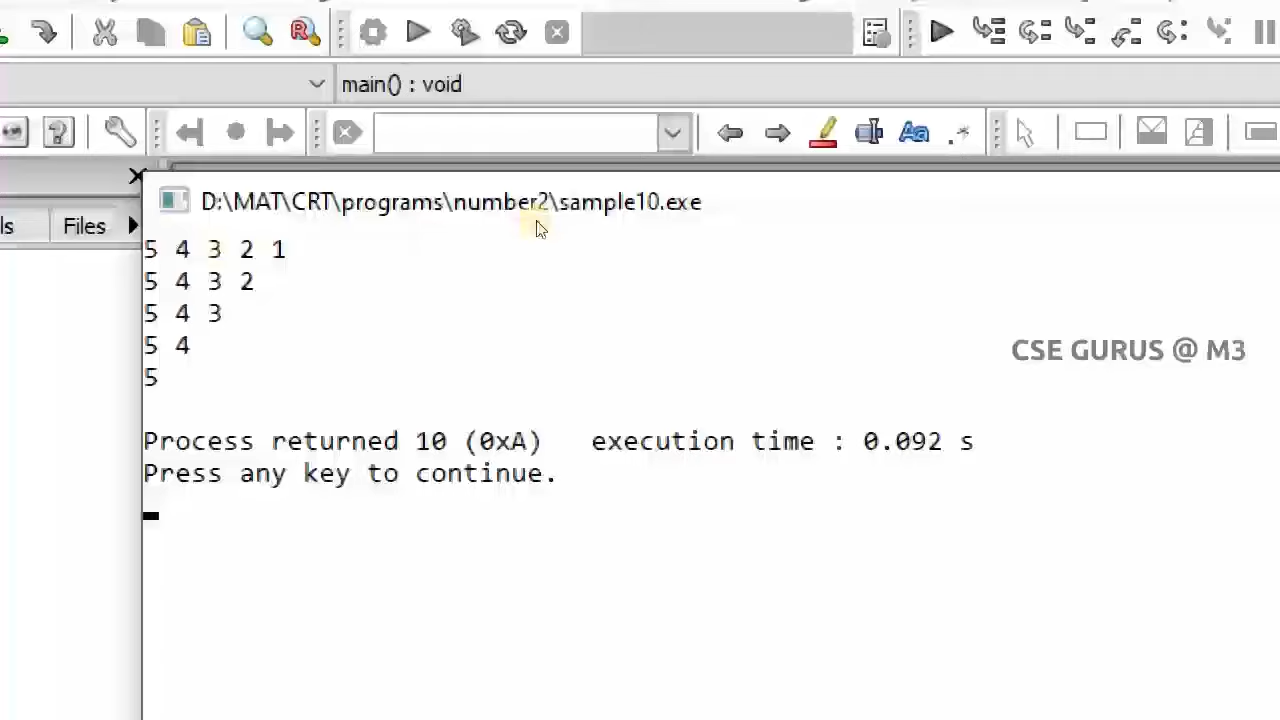 main() : void
D:\MAT\CRT\programs\number2\sample10.exe
ls Files
5 4 3 2 1
5 4 3 2
5 4 3
5 4
5
CSE GURUS @ M3
Process returned 10 (0xA)   execution time : 0.092 s
Press any key to continue.